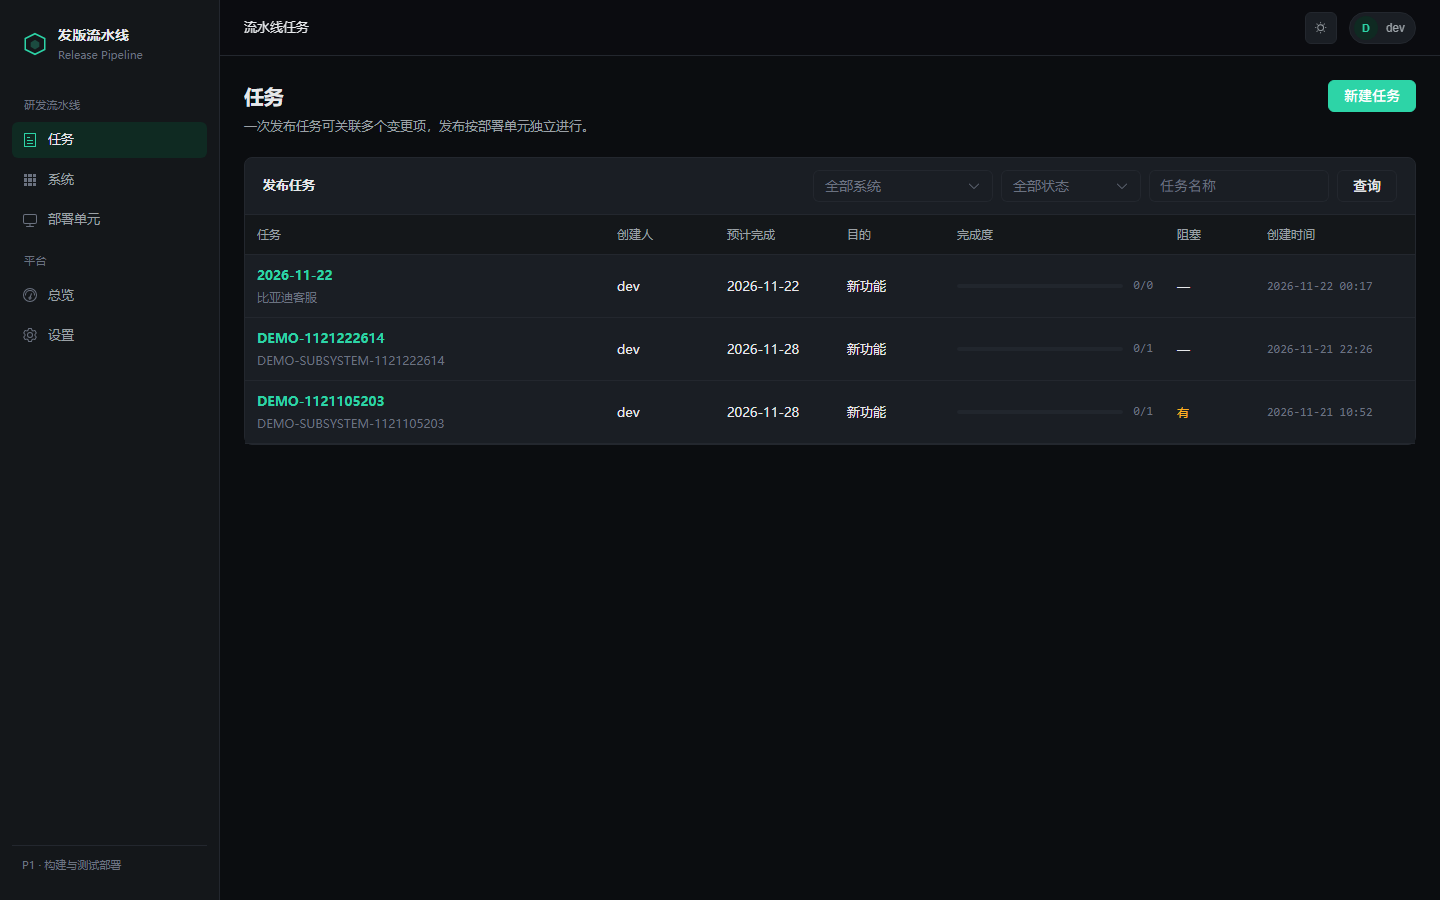 发版流水线
Release Pipeline
研发流水线
任务
系统
部署单元
平台
总览
设置
P1 · 构建与测试部署
流水线任务
D dev
任务
新建任务
一次发布任务可关联多个变更项，发布按部署单元独立进行。
发布任务 全部系统 全部状态 任务名称 查询
任务 创建人 预计完成 目的 完成度 阻塞 创建时间
2026-11-22
比亚迪客服
dev 2026-11-22 新功能 0/0 — 2026-11-22 00:17
DEMO-1121222614
DEMO-SUBSYSTEM-1121222614
dev 2026-11-28 新功能 0/1 — 2026-11-21 22:26
DEMO-1121105203
DEMO-SUBSYSTEM-1121105203
dev 2026-11-28 新功能 0/1 有 2026-11-21 10:52